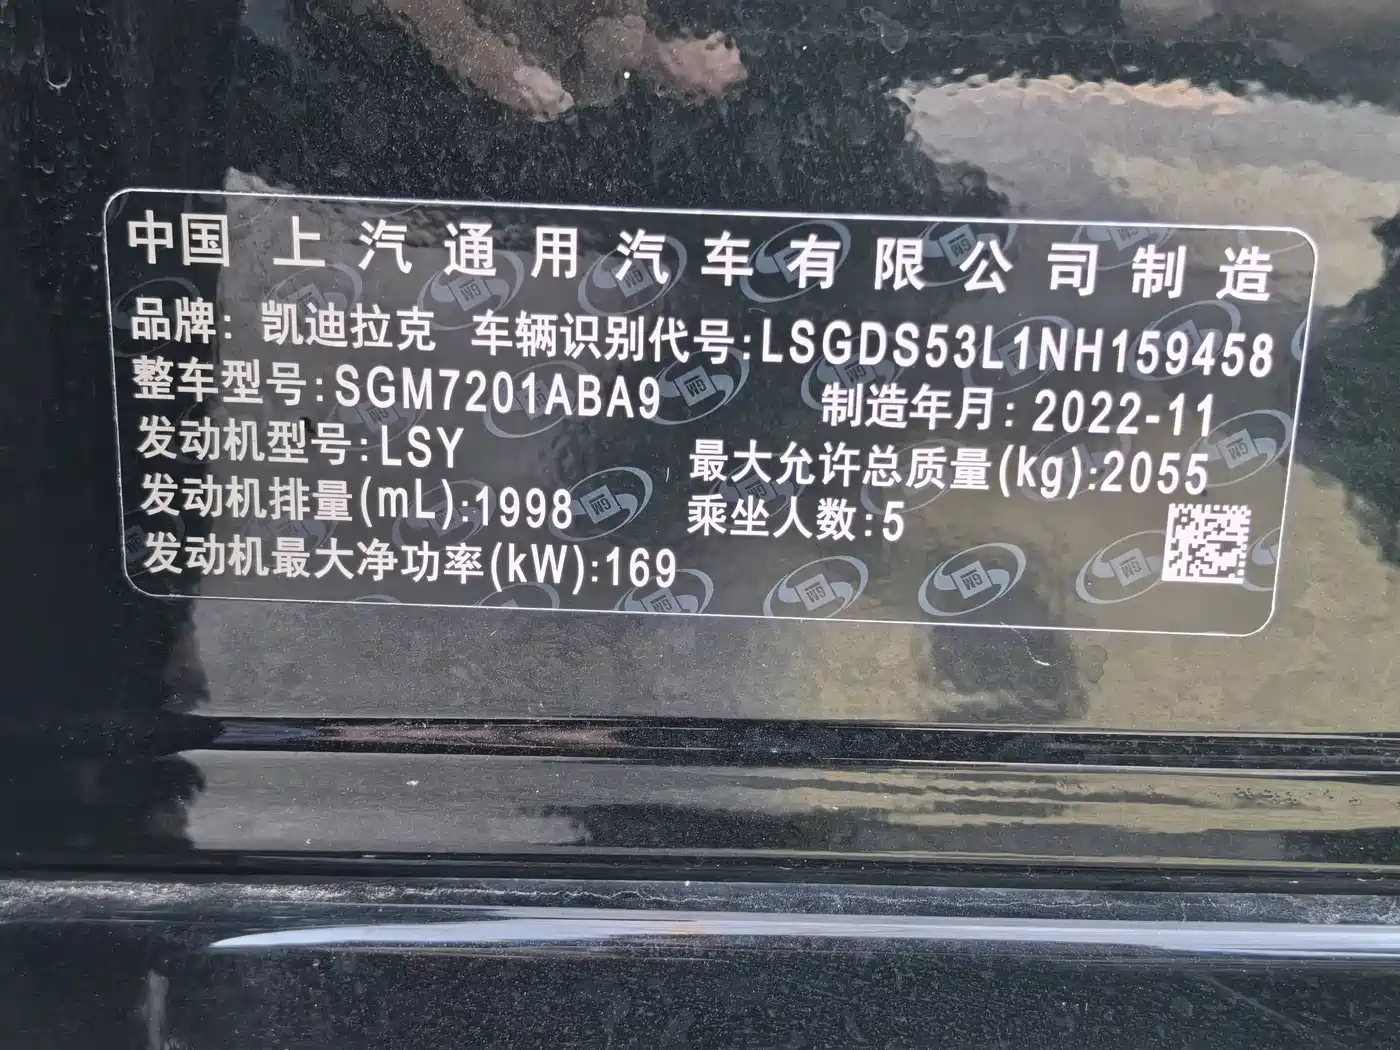 中国 上汽通用汽车有限公司制造
品牌: 凯迪拉克 车辆识别代号:LSGDS53L1NH159458
整车型号:SGM7201ABA9 制造年月: 2022-11
发动机型号:LSY 最大允许总质量(kg):2055
发动机排量(mL):1998 乘坐人数:5
发动机最大净功率(kW):169